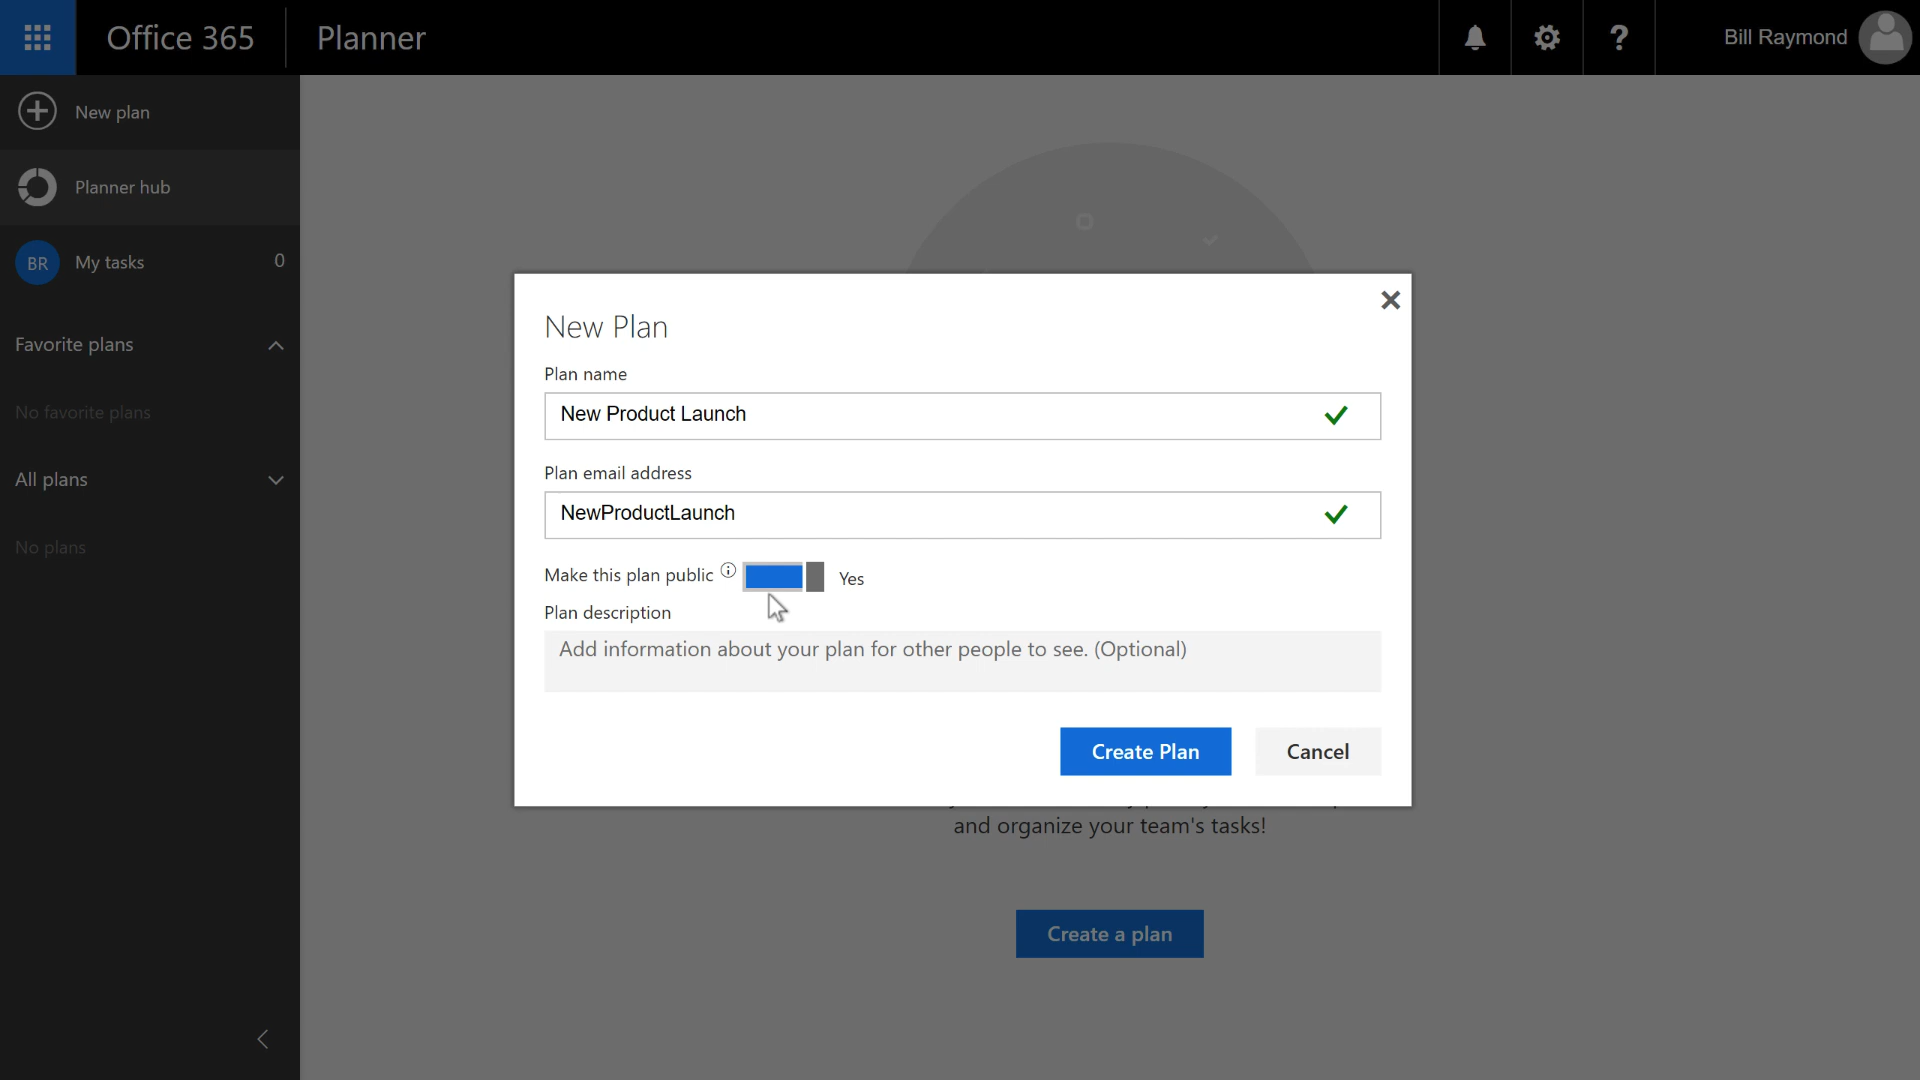 Office 365
Planner
?
Bill Raymond
New plan
Planner hub
BR
My tasks
0
Favorite plans
No favorite plans
All plans
No plans
New Plan
Plan name
New Product Launch
Plan email address
NewProductLaunch
Make this plan public
Yes
Plan description
Add information about your plan for other people to see. (Optional)
Create Plan
Cancel
and organize your team's tasks!
Create a plan